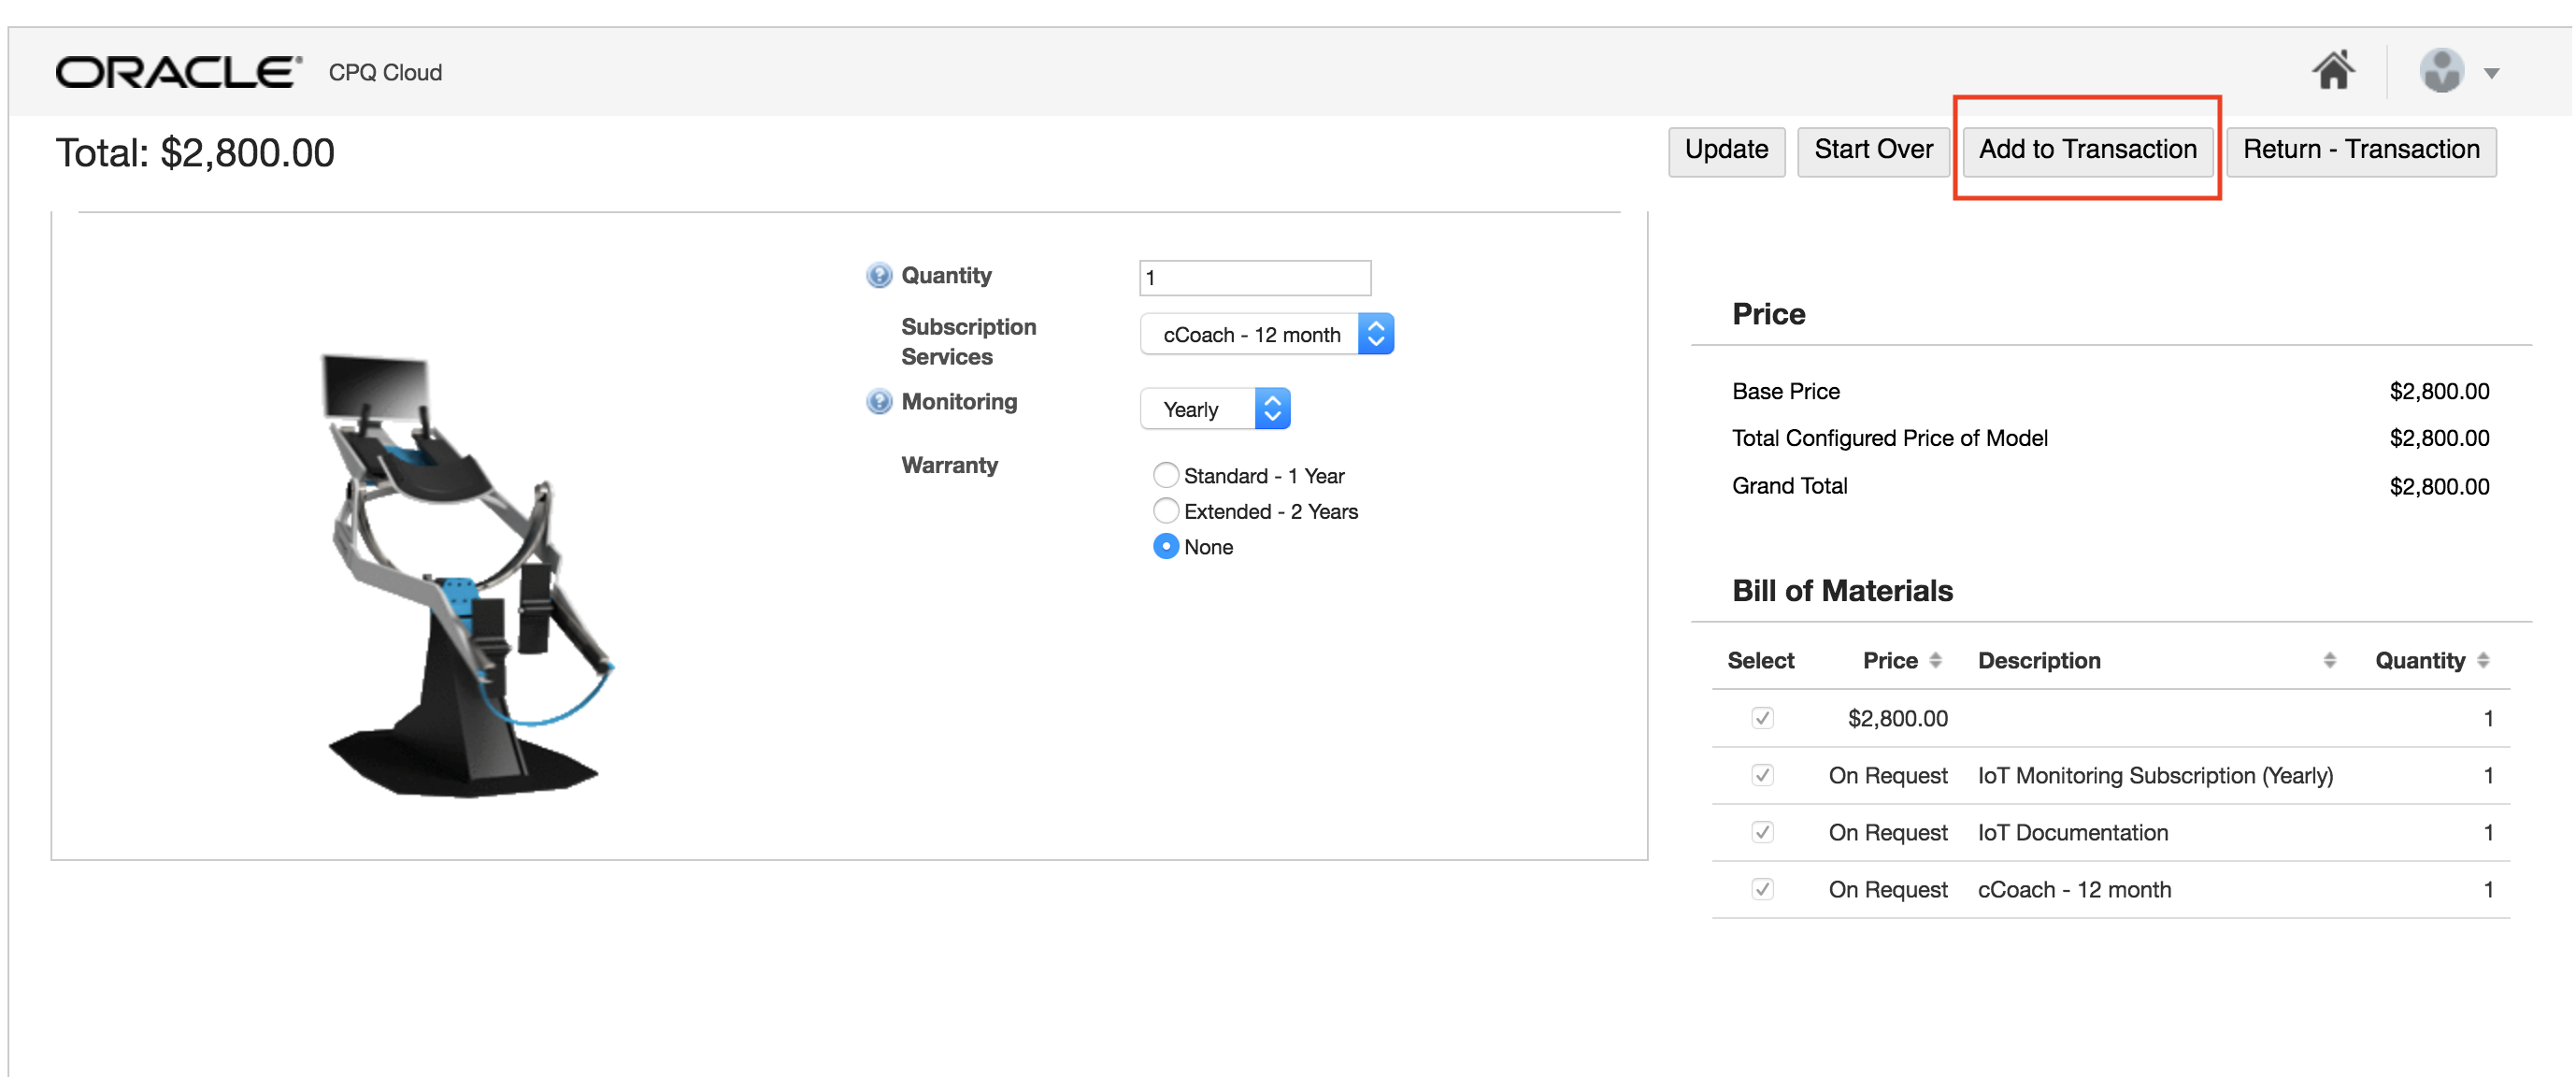 ORACLE® CPQ Cloud
Total: $2,800.00
Update Start Over Add to Transaction Return - Transaction
Quantity 1
Subscription Services cCoach - 12 month
Monitoring Yearly
Warranty
Standard - 1 Year
Extended - 2 Years
None
Price
Base Price $2,800.00
Total Configured Price of Model $2,800.00
Grand Total $2,800.00
Bill of Materials
Select Price Description Quantity
$2,800.00 1
On Request IoT Monitoring Subscription (Yearly) 1
On Request IoT Documentation 1
On Request cCoach - 12 month 1